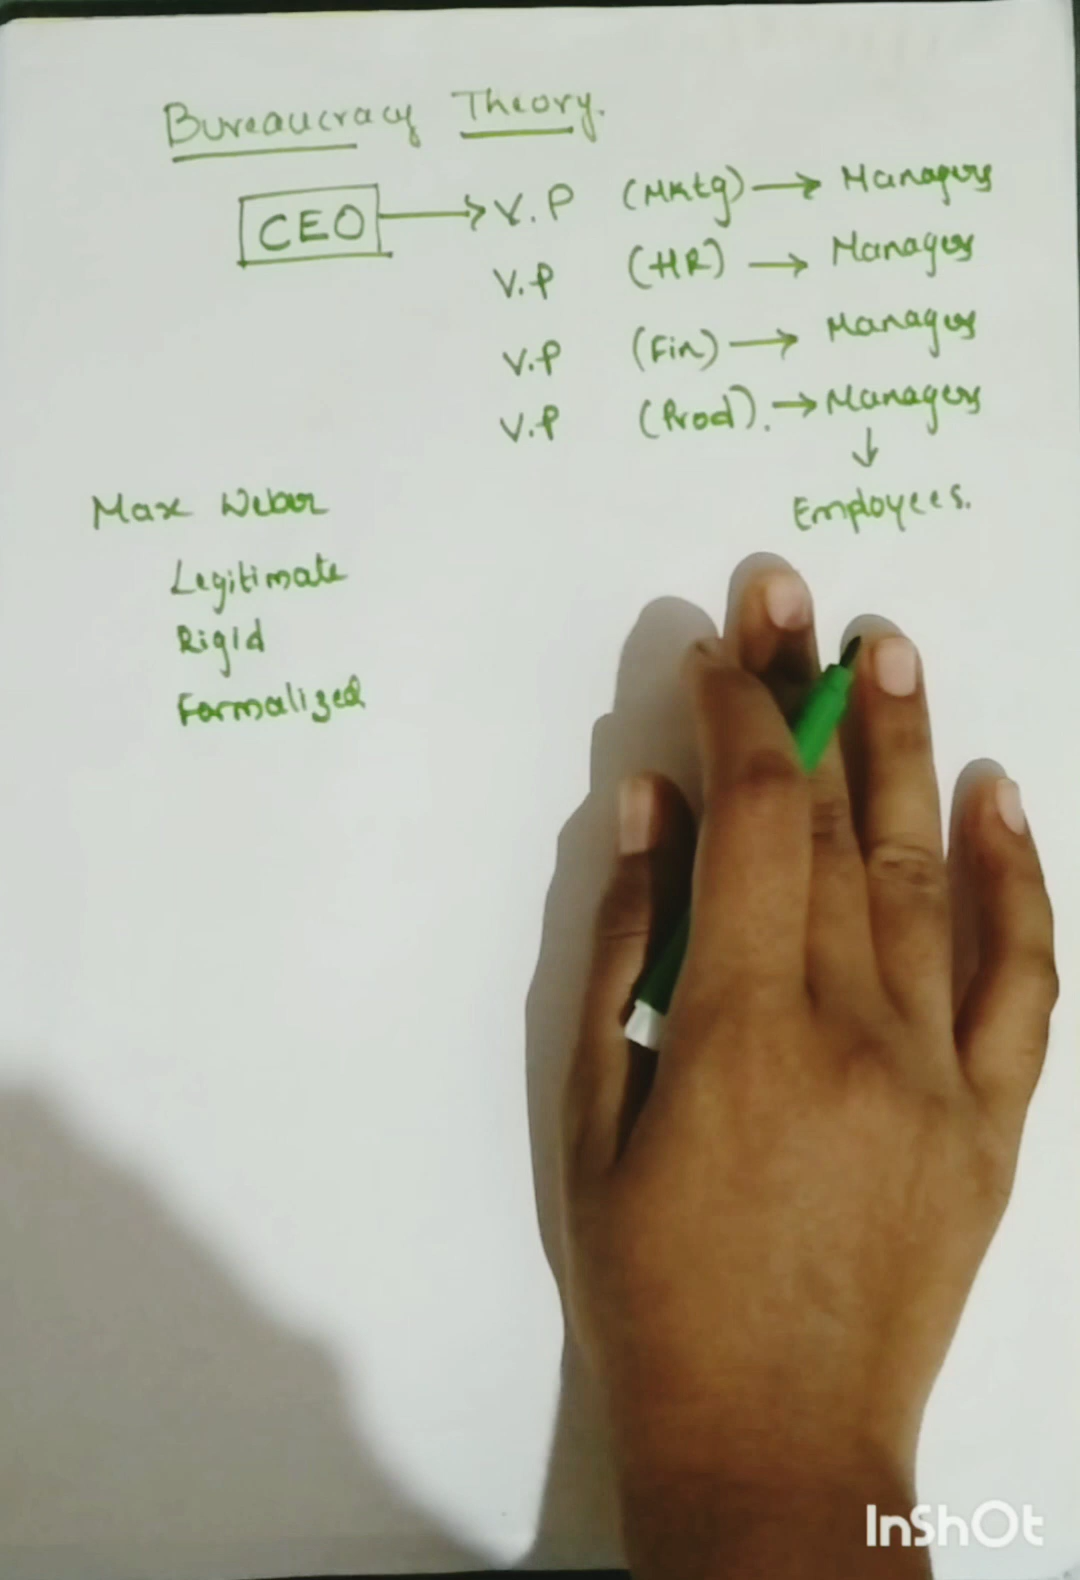 Bureaucracy Theory.
CEO → V.P (Mktg) → Managers
V.P (HR) → Managers
V.P (Fin) → Managers
V.P (Prod). → Managers
↓
Employees.
Max Weber
Legitimate
Rigid
Formalized
InShOt